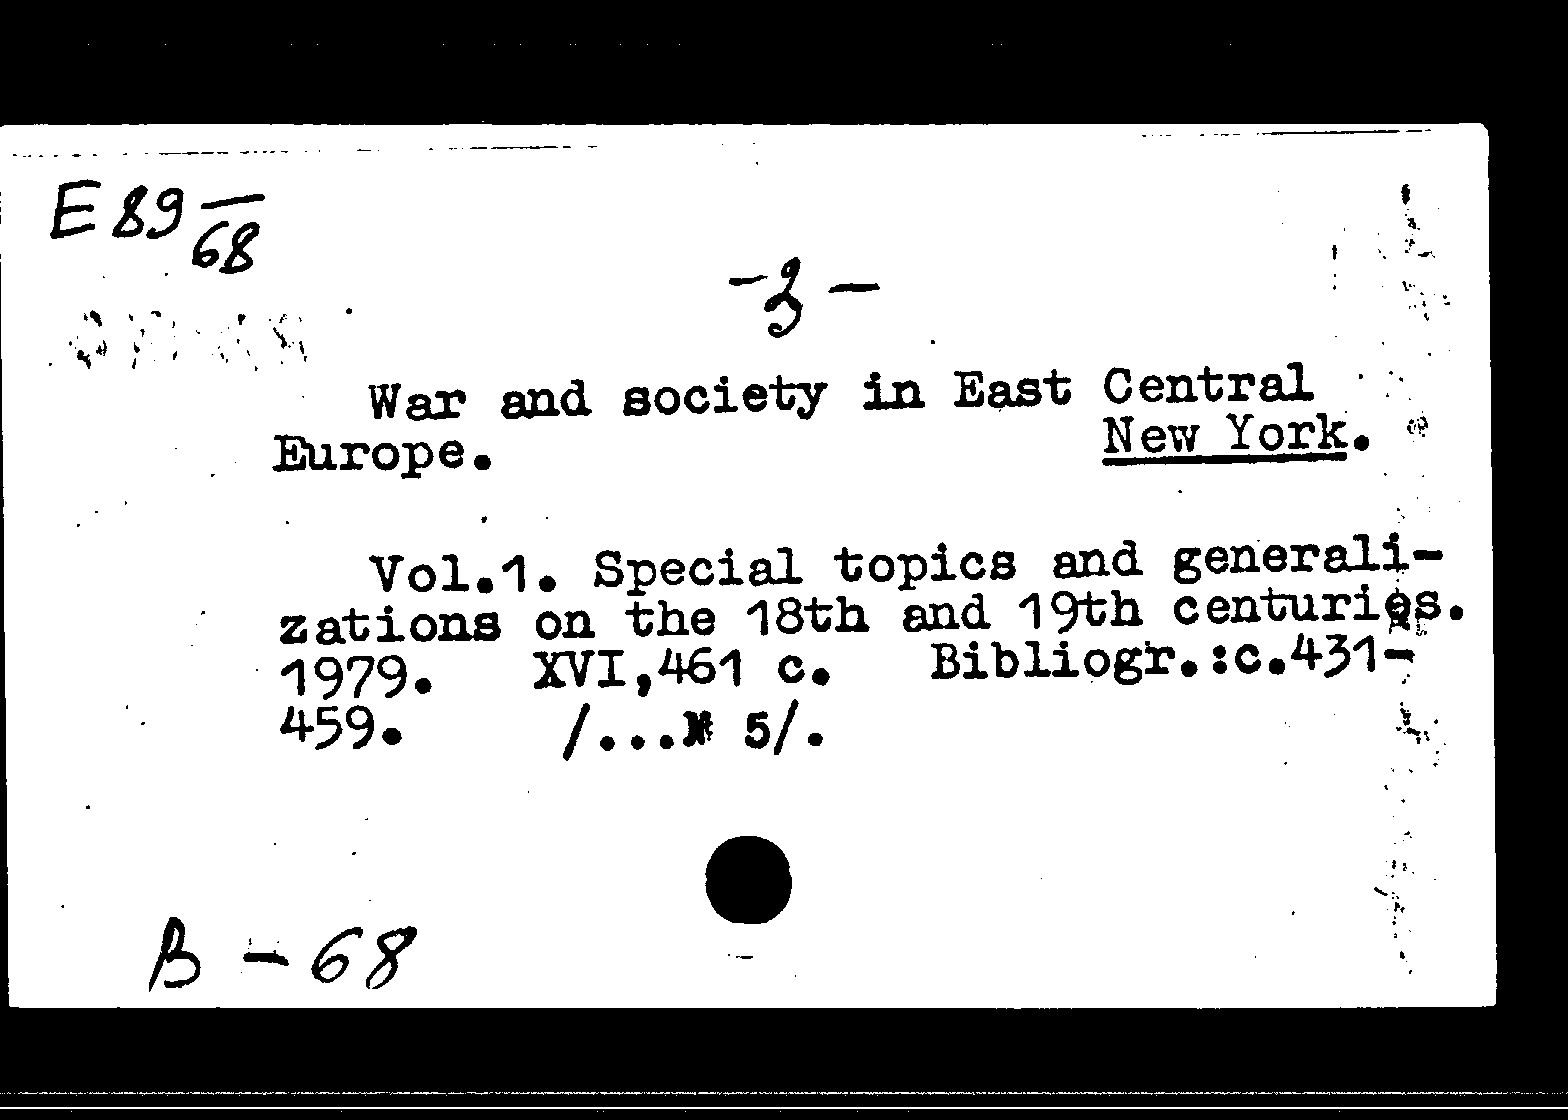 E 89 —
68
- 3 -
War and society in East Central
Europe. New York.
Vol.1. Special topics and generali-
zations on the 18th and 19th centuries.
1979. XVI,461 c. Bibliogr.:c.431-
459. /...№ 5/.
B - 68